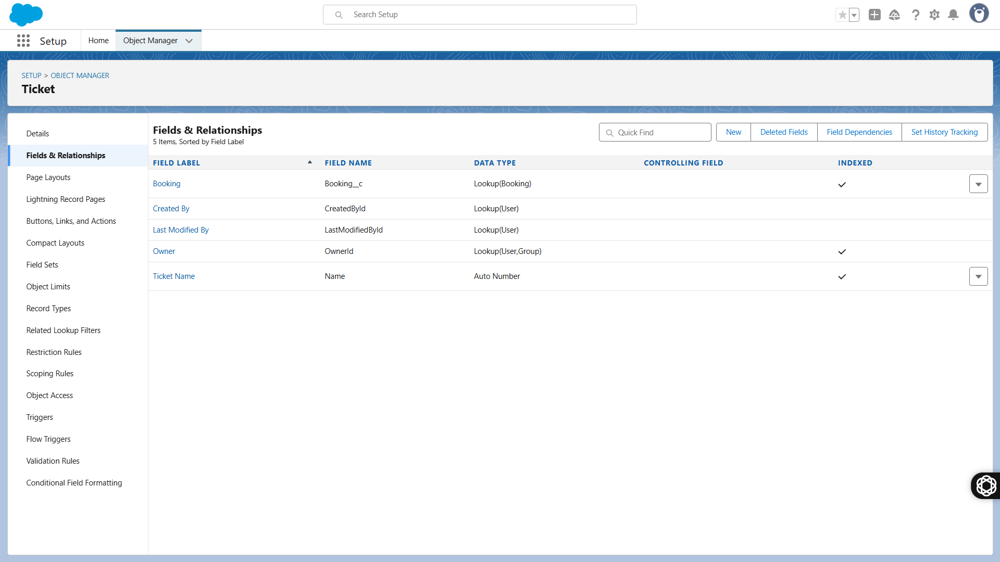 Search Setup
Setup
Home
Object Manager
SETUP > OBJECT MANAGER
Ticket
Details
Fields & Relationships
Page Layouts
Lightning Record Pages
Buttons, Links, and Actions
Compact Layouts
Field Sets
Object Limits
Record Types
Related Lookup Filters
Restriction Rules
Scoping Rules
Object Access
Triggers
Flow Triggers
Validation Rules
Conditional Field Formatting
Fields & Relationships
5 Items, Sorted by Field Label
Quick Find
New
Deleted Fields
Field Dependencies
Set History Tracking
FIELD LABEL FIELD NAME DATA TYPE CONTROLLING FIELD INDEXED
Booking Booking__c Lookup(Booking)
Created By CreatedById Lookup(User)
Last Modified By LastModifiedById Lookup(User)
Owner OwnerId Lookup(User,Group)
Ticket Name Name Auto Number